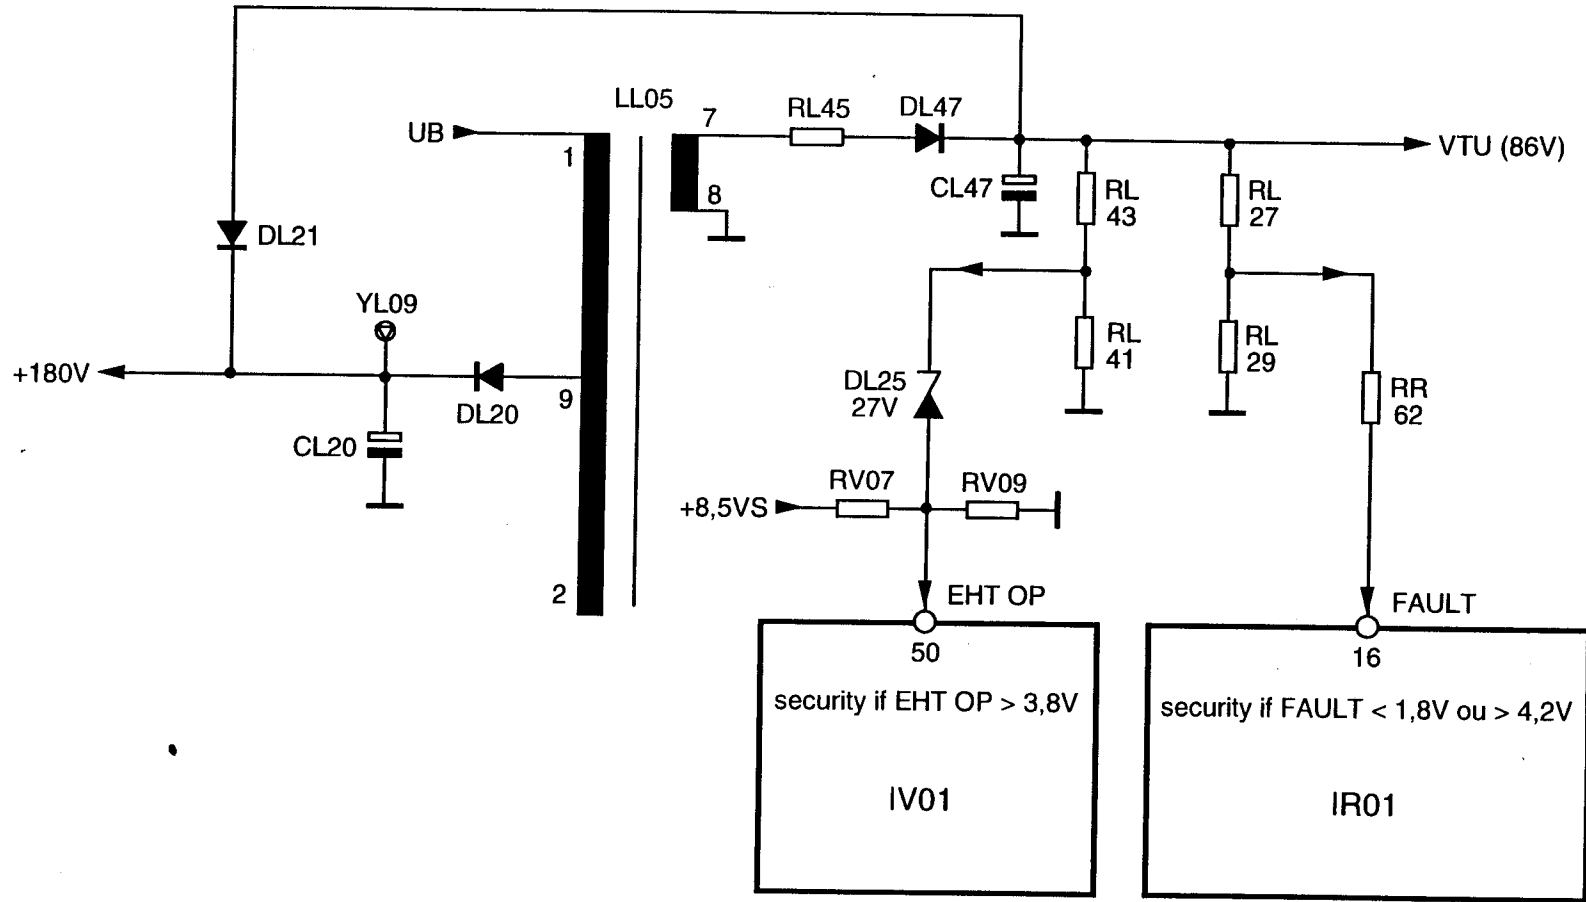 LL05
RL45
DL47
UB
7
VTU (86V)
1
8
CL47
RL
43
RL
27
DL21
YL09
+180V
9
DL20
CL20
DL25
27V
RL
41
RL
29
RR
62
RV07
RV09
+8,5VS
2
EHT OP
FAULT
50
16
security if EHT OP > 3,8V
security if FAULT < 1,8V ou > 4,2V
IV01
IR01